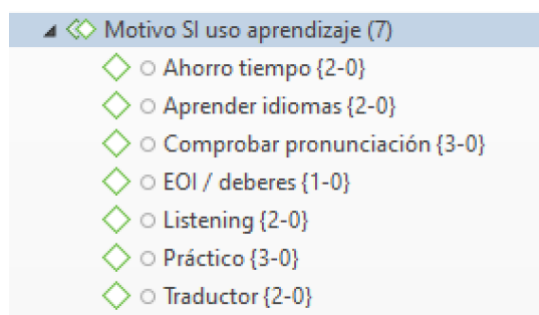 Motivo SI uso aprendizaje (7)
Ahorro tiempo {2-0}
Aprender idiomas {2-0}
Comprobar pronunciación {3-0}
EOI / deberes {1-0}
Listening {2-0}
Práctico {3-0}
Traductor {2-0}